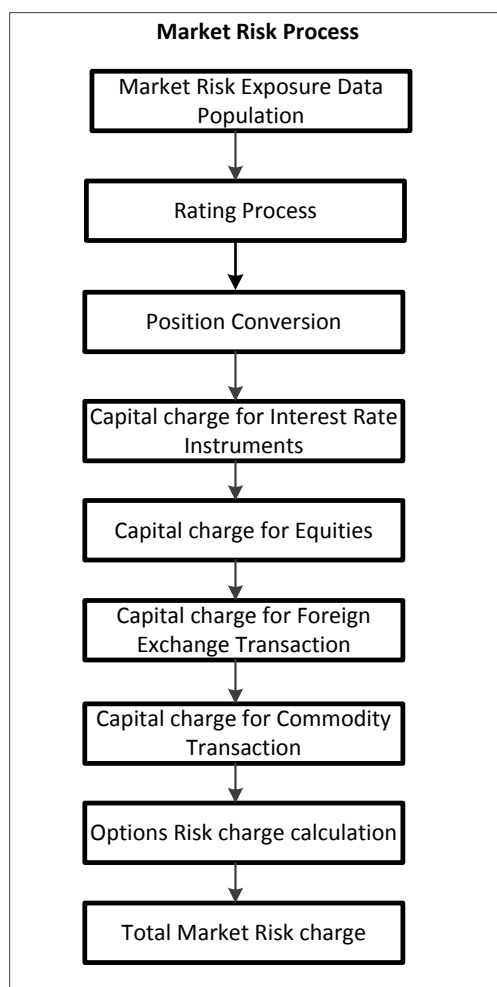 Market Risk Process
Market Risk Exposure Data
Population
Rating Process
Position Conversion
Capital charge for Interest Rate
Instruments
Capital charge for Equities
Capital charge for Foreign
Exchange Transaction
Capital charge for Commodity
Transaction
Options Risk charge calculation
Total Market Risk charge